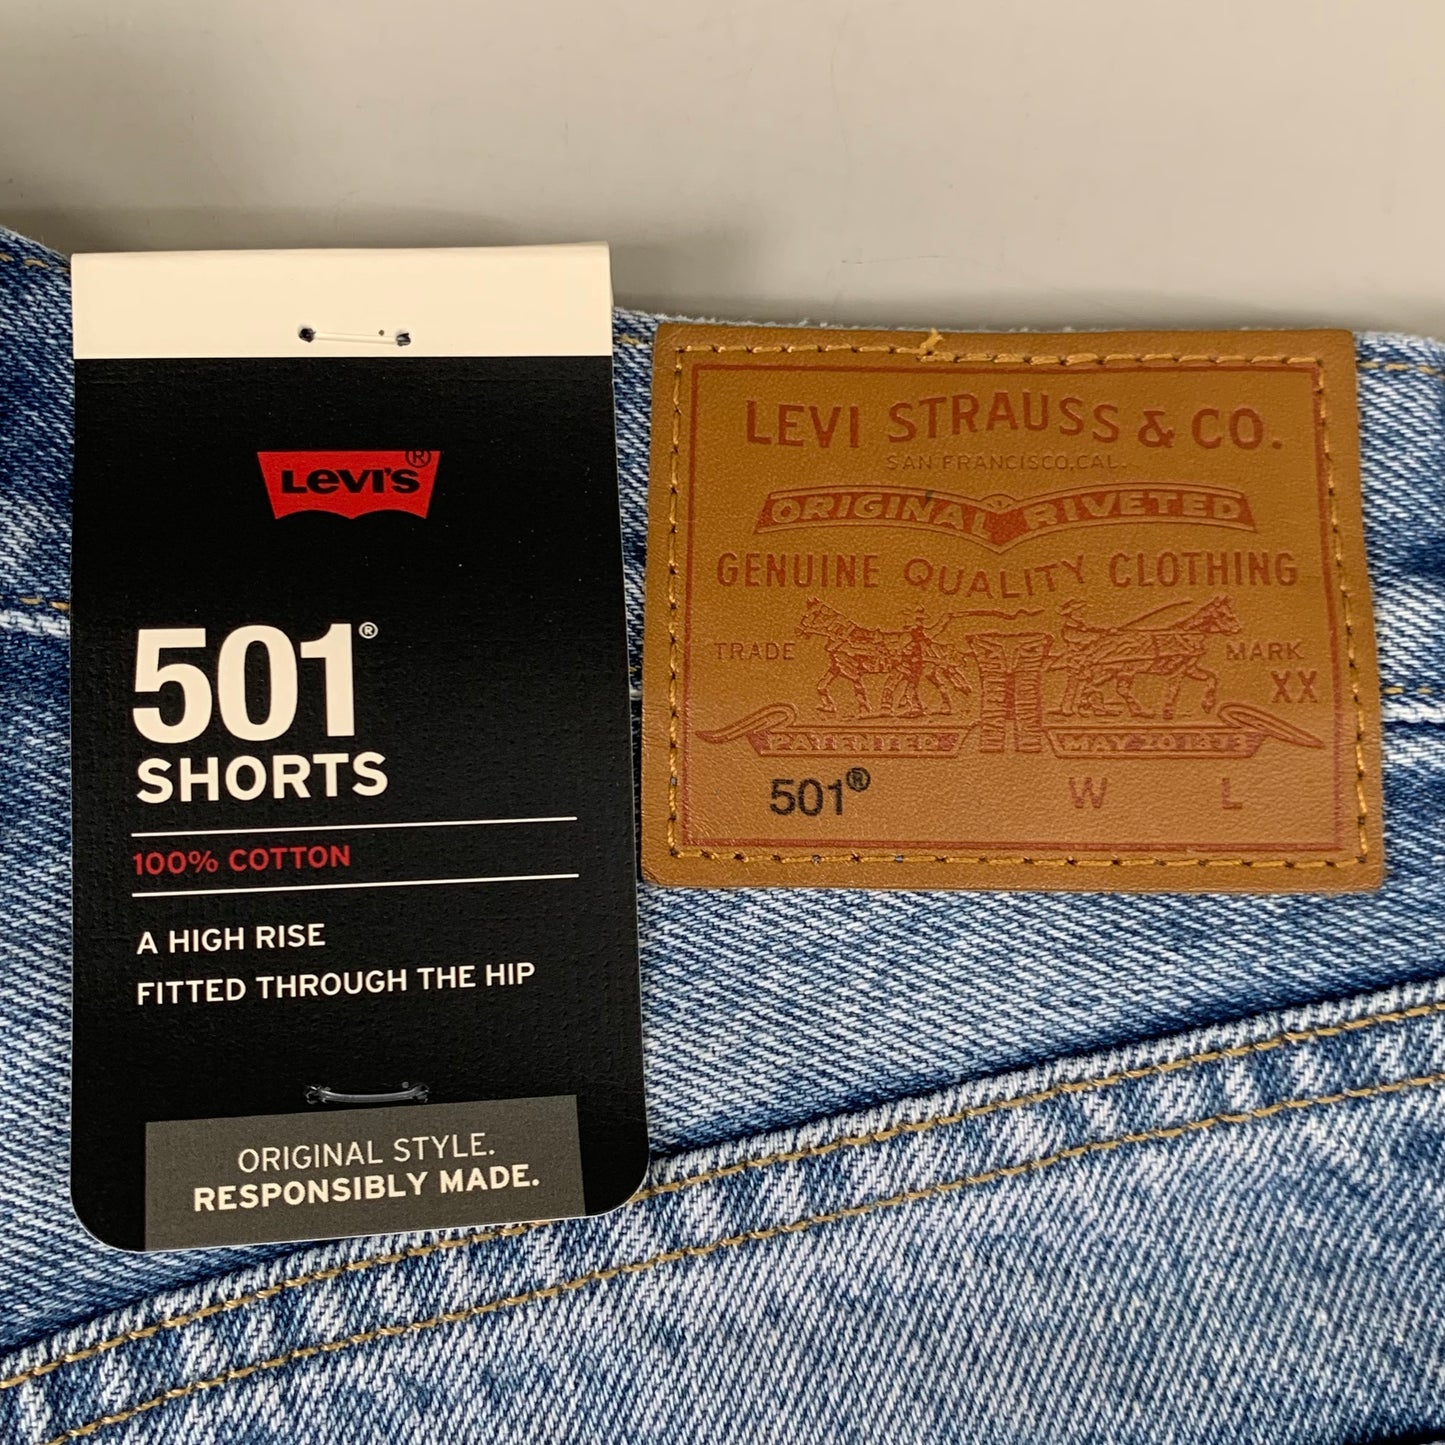 LEVI'S®
501®
SHORTS
100% COTTON
A HIGH RISE
FITTED THROUGH THE HIP
ORIGINAL STYLE.
RESPONSIBLY MADE.
LEVI STRAUSS & CO.
SAN FRANCISCO, CAL.
ORIGINAL RIVETED
GENUINE QUALITY CLOTHING
TRADE MARK
XX
PATENTED MAY 20 1873
501® W L